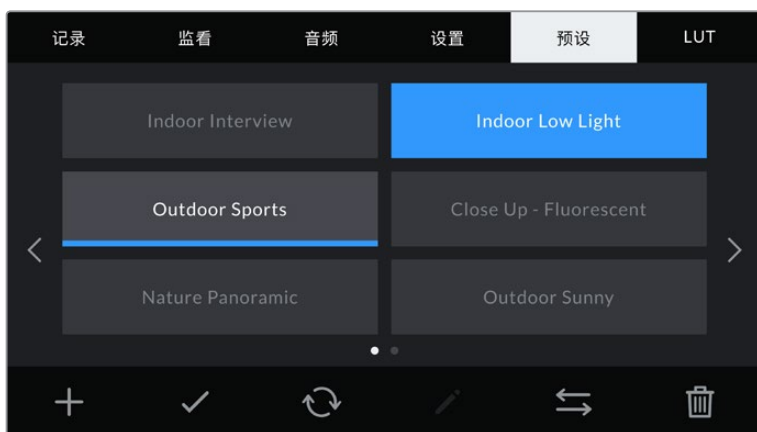 记录 监看 音频 设置 预设 LUT
Indoor Interview Indoor Low Light
Outdoor Sports Close Up - Fluorescent
Nature Panoramic Outdoor Sunny